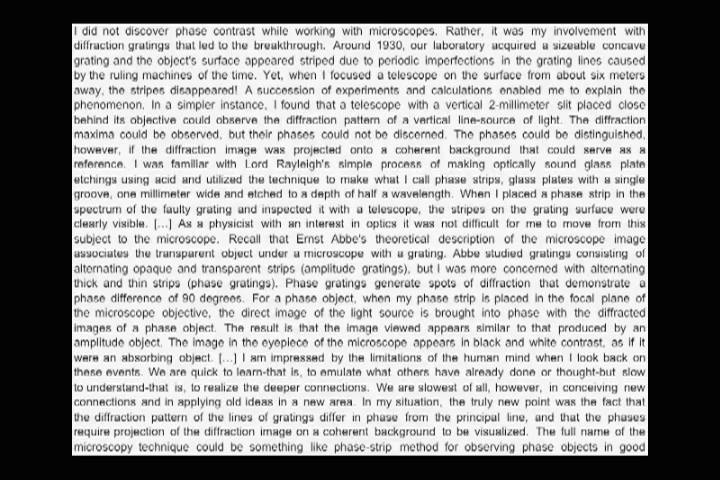 I did not discover phase contrast while working with microscopes. Rather, it was my involvement with
diffraction gratings that led to the breakthrough. Around 1930, our laboratory acquired a sizeable concave
grating and the object's surface appeared striped due to periodic imperfections in the grating lines caused
by the ruling machines of the time. Yet, when I focused a telescope on the surface from about six meters
away, the stripes disappeared! A succession of experiments and calculations enabled me to explain the
phenomenon. In a simpler instance, I found that a telescope with a vertical 2-millimeter slit placed close
behind its objective could observe the diffraction pattern of a vertical line-source of light. The diffraction
maxima could be observed, but their phases could not be discerned. The phases could be distinguished,
however, if the diffraction image was projected onto a coherent background that could serve as a
reference. I was familiar with Lord Rayleigh's simple process of making optically sound glass plate
etchings using acid and utilized the technique to make what I call phase strips, glass plates with a single
groove, one millimeter wide and etched to a depth of half a wavelength. When I placed a phase strip in the
spectrum of the faulty grating and inspected it with a telescope, the stripes on the grating surface were
clearly visible. [...] As a physicist with an interest in optics it was not difficult for me to move from this
subject to the microscope. Recall that Ernst Abbe's theoretical description of the microscope image
associates the transparent object under a microscope with a grating. Abbe studied gratings consisting of
alternating opaque and transparent strips (amplitude gratings), but I was more concerned with alternating
thick and thin strips (phase gratings). Phase gratings generate spots of diffraction that demonstrate a
phase difference of 90 degrees. For a phase object, when my phase strip is placed in the focal plane of
the microscope objective, the direct image of the light source is brought into phase with the diffracted
images of a phase object. The result is that the image viewed appears similar to that produced by an
amplitude object. The image in the eyepiece of the microscope appears in black and white contrast, as if it
were an absorbing object. [...] I am impressed by the limitations of the human mind when I look back on
these events. We are quick to learn-that is, to emulate what others have already done or thought-but slow
to understand-that is, to realize the deeper connections. We are slowest of all, however, in conceiving new
connections and in applying old ideas in a new area. In my situation, the truly new point was the fact that
the diffraction pattern of the lines of gratings differ in phase from the principal line, and that the phases
require projection of the diffraction image on a coherent background to be visualized. The full name of the
microscopy technique could be something like phase-strip method for observing phase objects in good